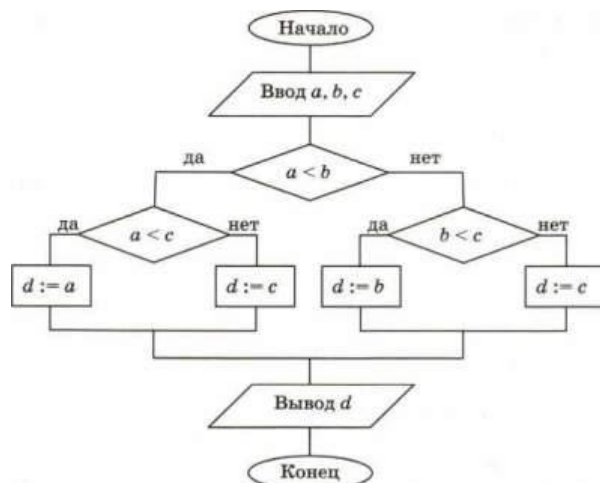 Начало
Ввод a, b, c
да
нет
a < b
да
нет
да
нет
a < c
b < c
d := a
d := c
d := b
d := c
Вывод d
Конец